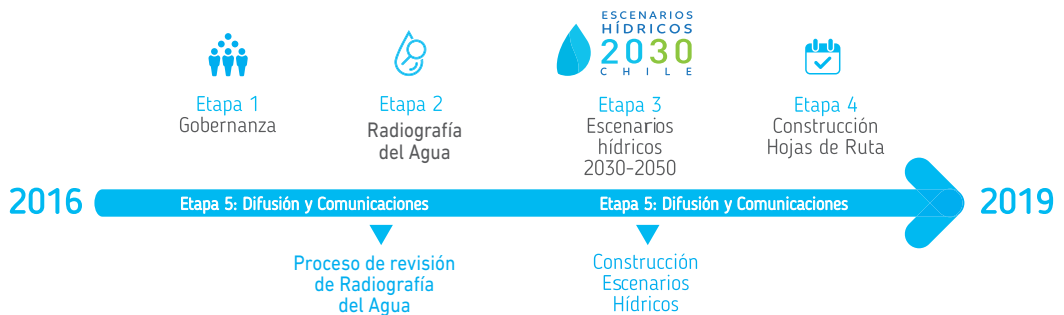 ESCENARIOS
HÍDRICOS
2030
CHILE
Etapa 1
Gobernanza
Etapa 2
Radiografía
del Agua
Etapa 3
Escenarios
hídricos
2030-2050
Etapa 4
Construcción
Hojas de Ruta
2016
Etapa 5: Difusión y Comunicaciones
Etapa 5: Difusión y Comunicaciones
2019
Proceso de revisión
de Radiografía
del Agua
Construcción
Escenarios
Hídricos